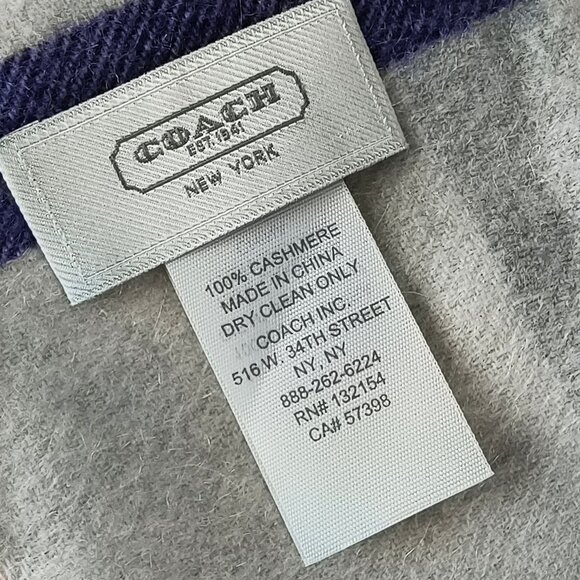 COACH
EST. 1941
NEW YORK
100% CASHMERE
MADE IN CHINA
DRY CLEAN ONLY
COACH INC.
516 W. 34TH STREET
NY, NY
888-262-6224
RN# 132154
CA# 57398